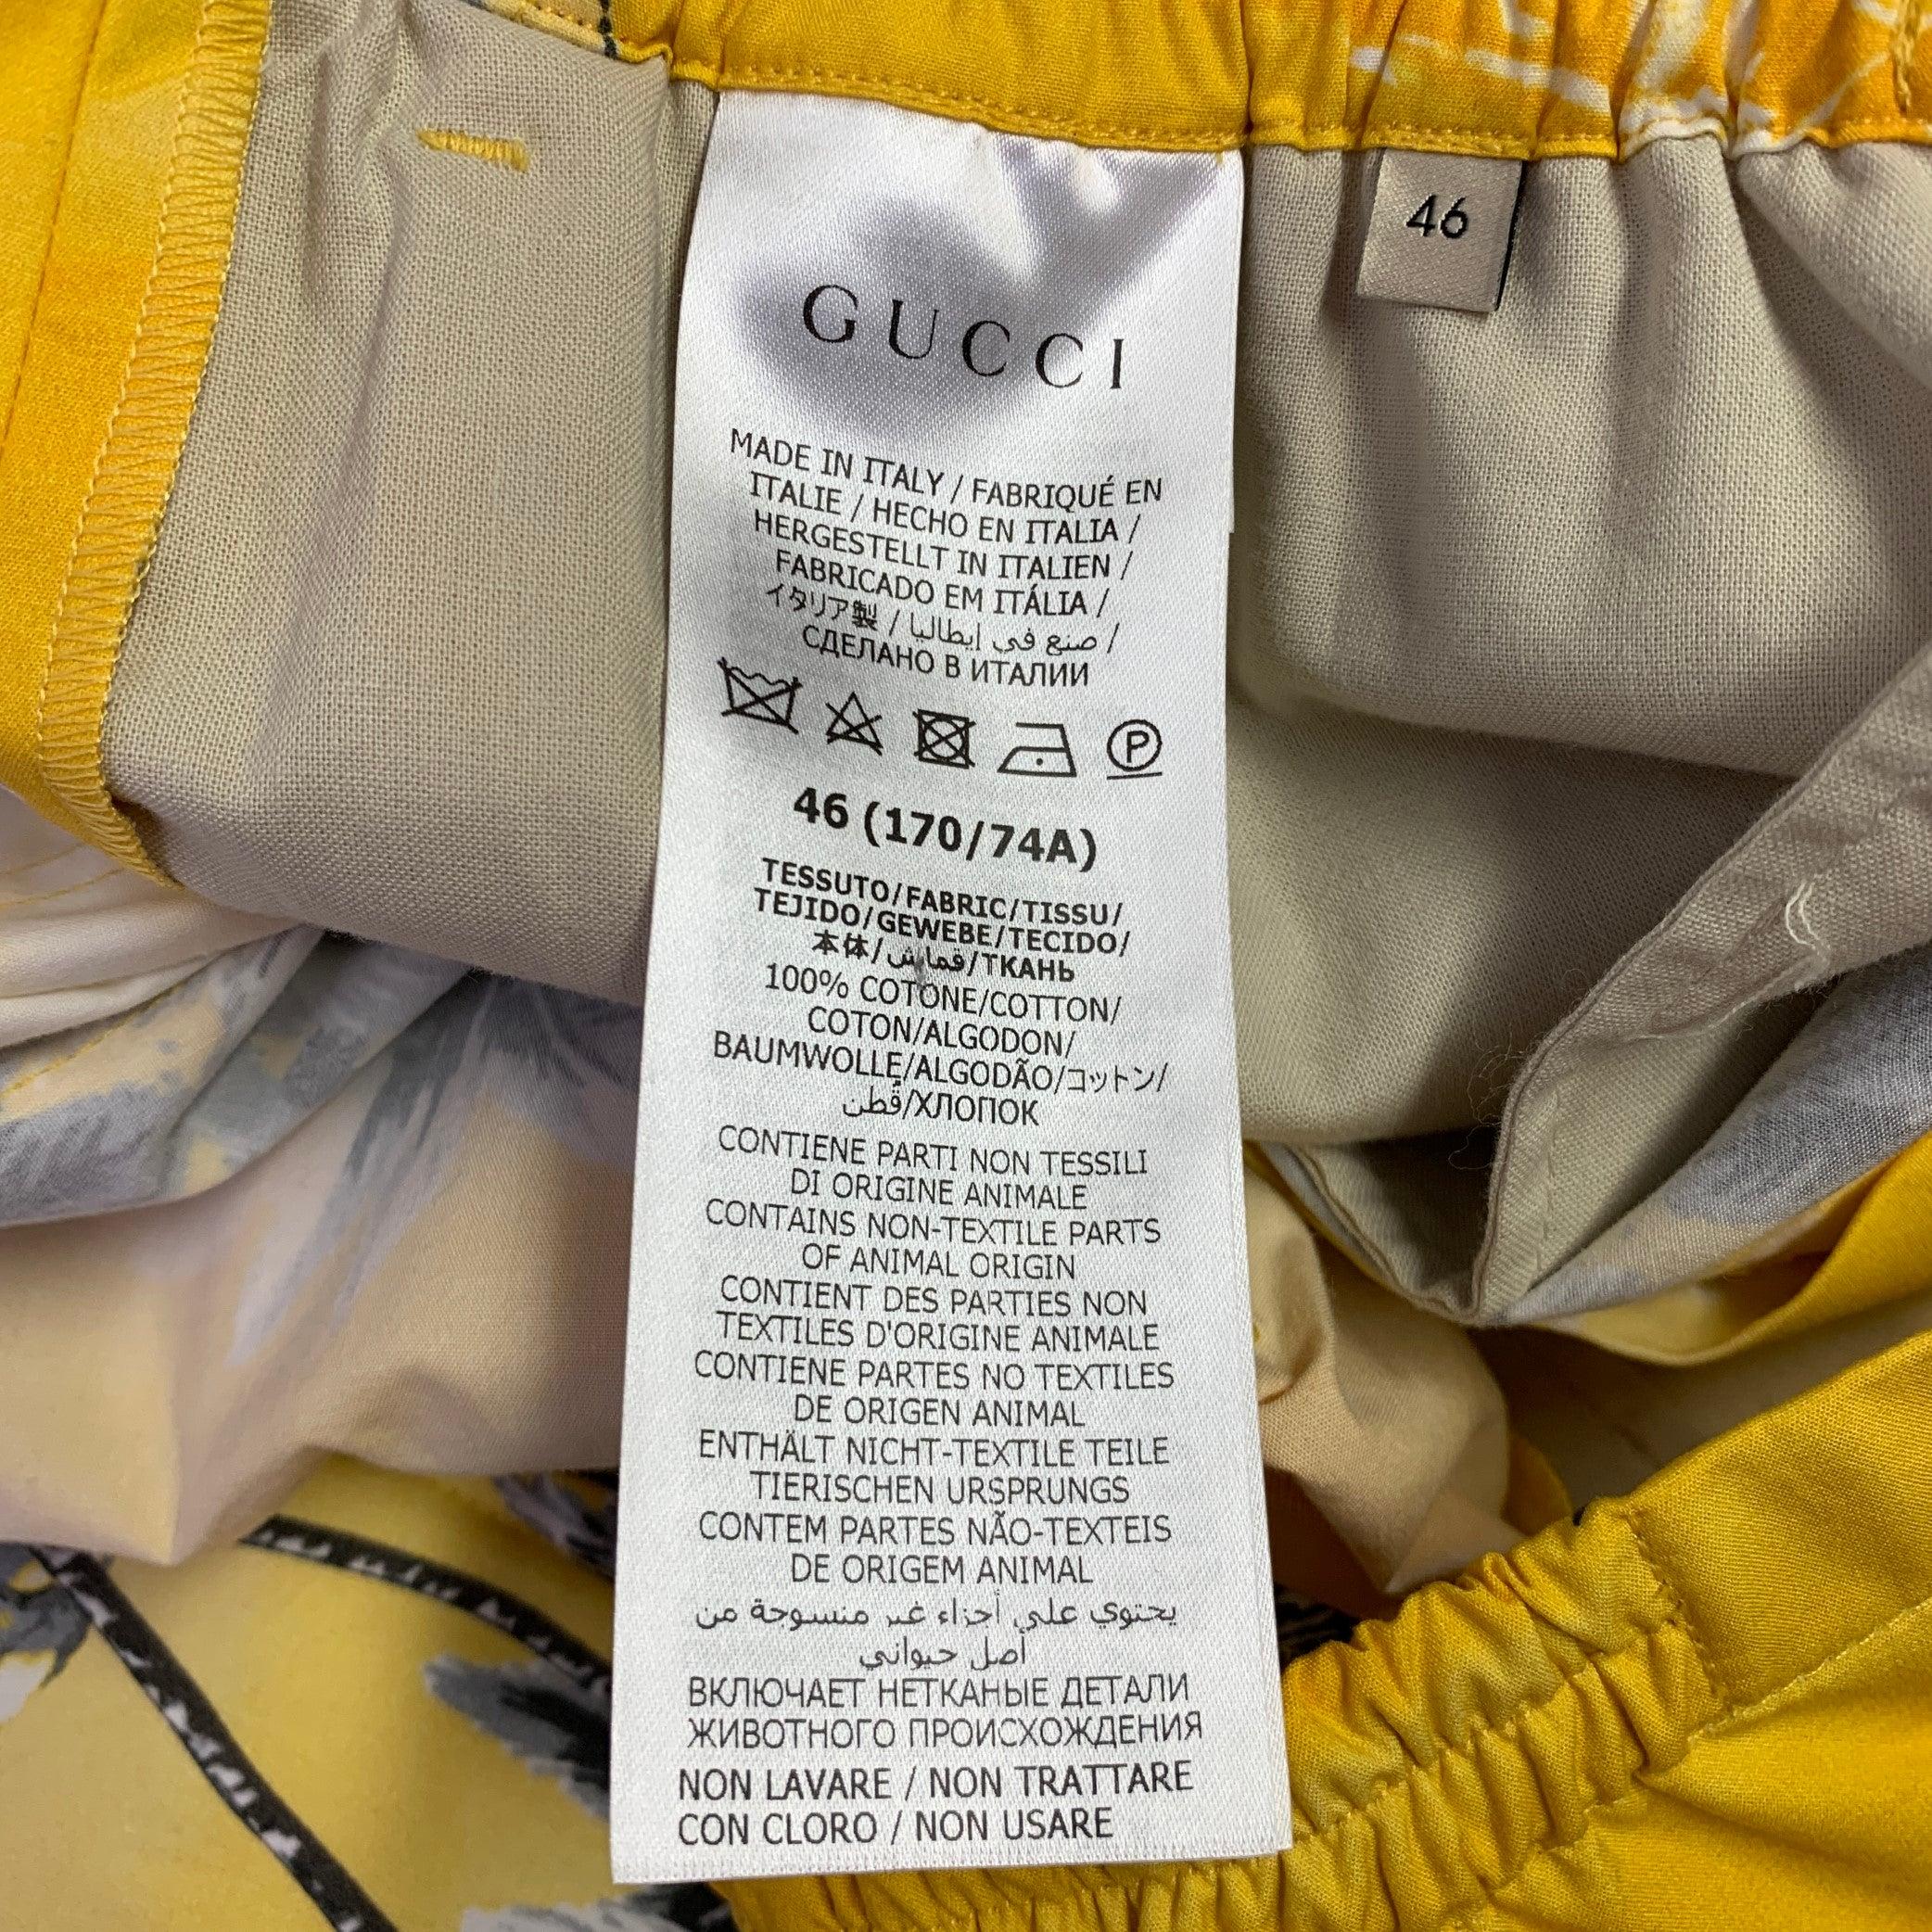 GUCCI
46
MADE IN ITALY / FABRIQUÉ EN
ITALIE / HECHO EN ITALIA /
HERGESTELLT IN ITALIEN /
FABRICADO EM ITÁLIA /
イタリア製 / صنع في إيطاليا /
СДЕЛАНО В ИТАЛИИ
P
46 (170/74A)
TESSUTO/FABRIC/TISSU/
TEJIDO/GEWEBE/TECIDO/
本体/قماش/ТКАНЬ
100% COTONE/COTTON/
COTON/ALGODON/
BAUMWOLLE/ALGODÃO/コットン/
قطن/ХЛОПОК
CONTIENE PARTI NON TESSILI
DI ORIGINE ANIMALE
CONTAINS NON-TEXTILE PARTS
OF ANIMAL ORIGIN
CONTIENT DES PARTIES NON
TEXTILES D'ORIGINE ANIMALE
CONTIENE PARTES NO TEXTILES
DE ORIGEN ANIMAL
ENTHÄLT NICHT-TEXTILE TEILE
TIERISCHEN URSPRUNGS
CONTEM PARTES NÃO-TEXTEIS
DE ORIGEM ANIMAL
يحتوي على أجزاء غير منسوجة من
أصل حيواني
ВКЛЮЧАЕТ НЕТКАНЫЕ ДЕТАЛИ
ЖИВОТНОГО ПРОИСХОЖДЕНИЯ
NON LAVARE / NON TRATTARE
CON CLORO / NON USARE